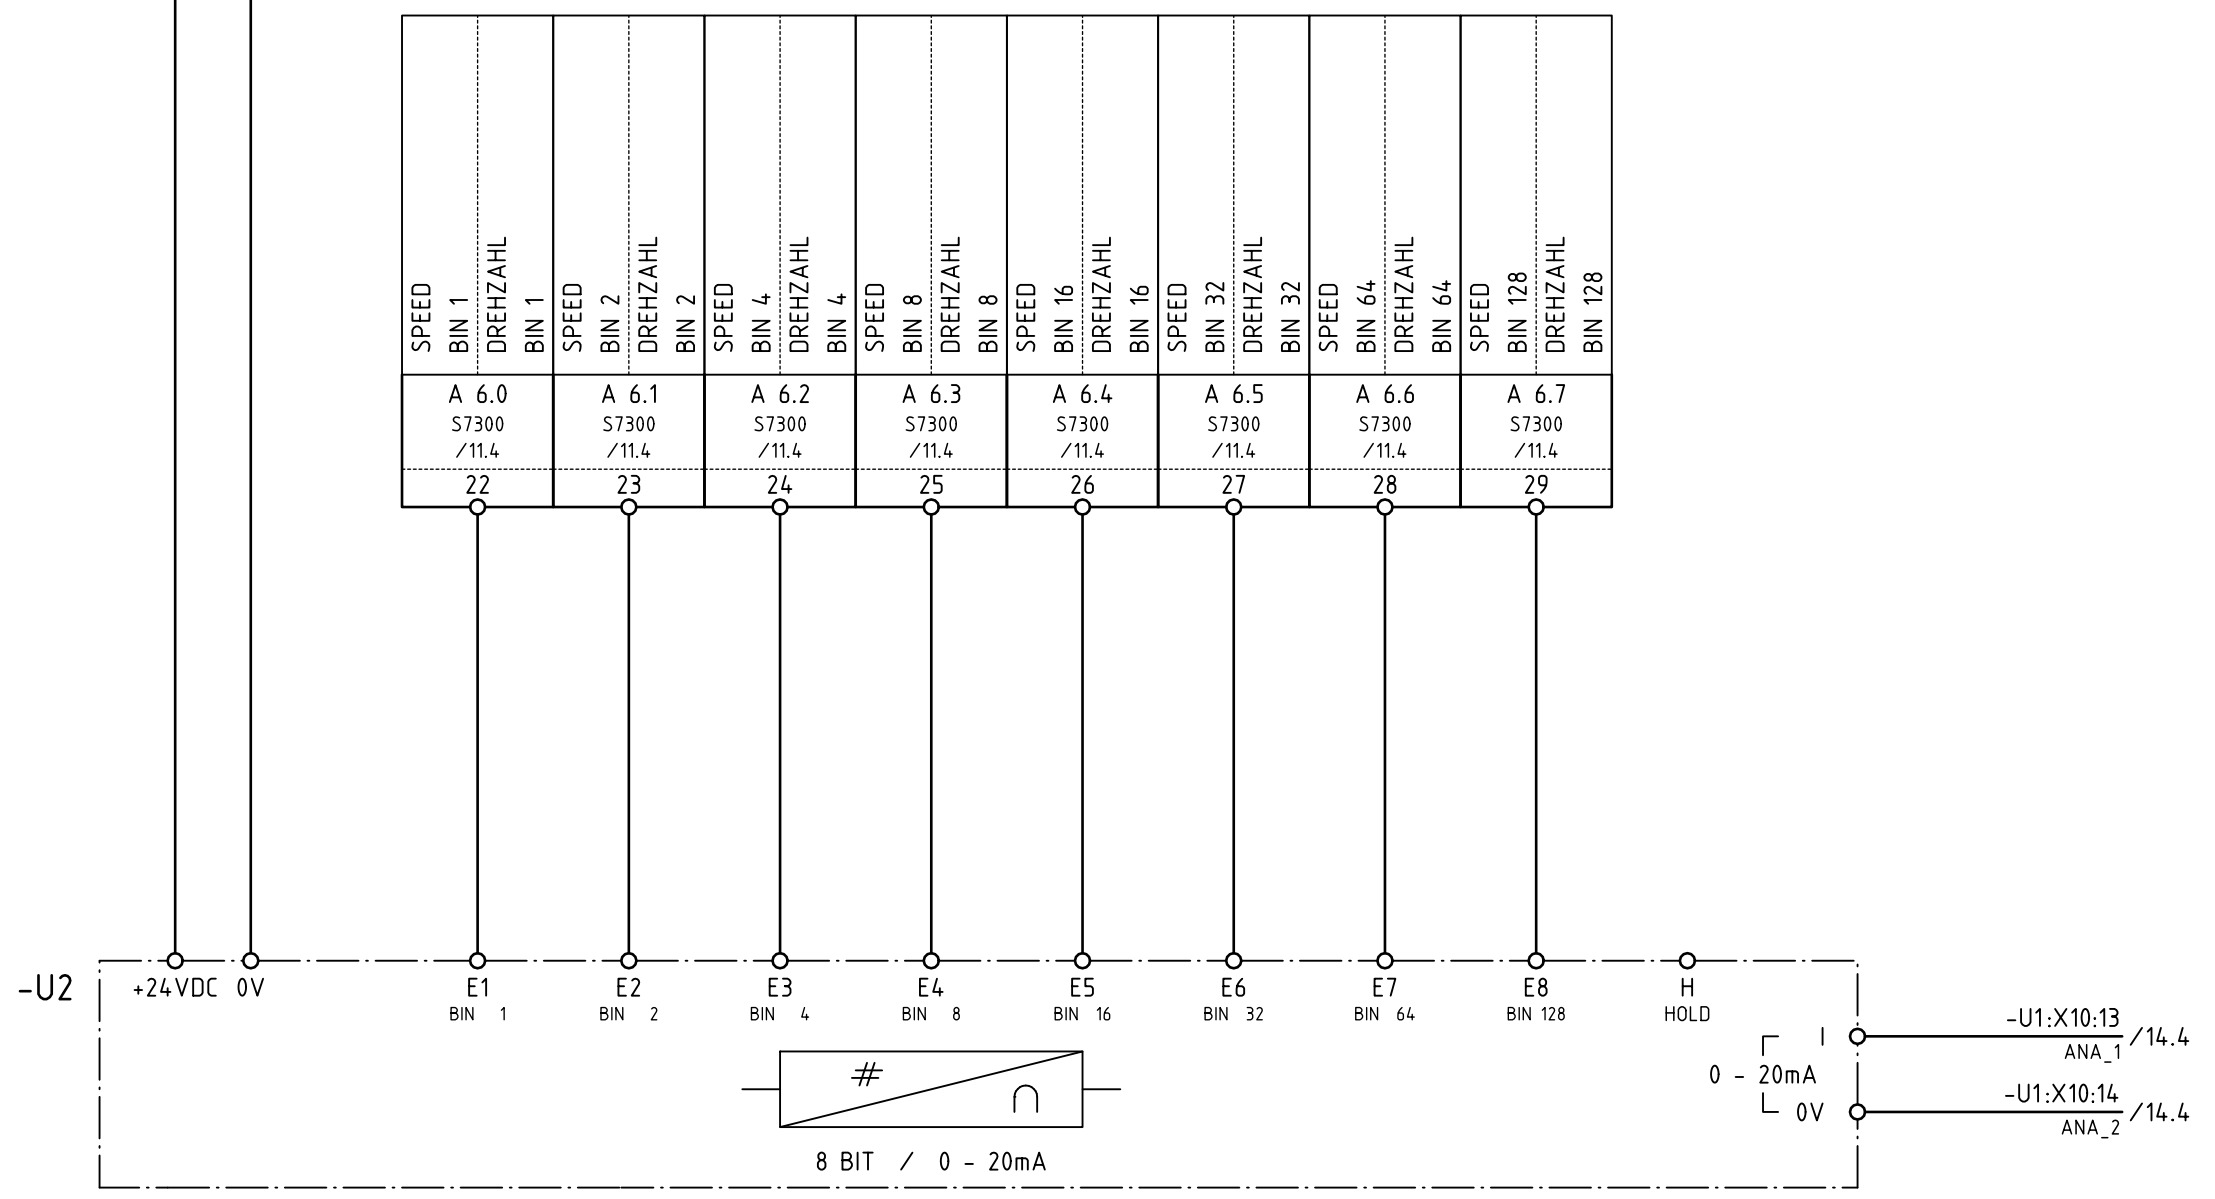 SPEED
BIN 1
DREHZAHL
BIN 1
SPEED
BIN 2
DREHZAHL
BIN 2
SPEED
BIN 4
DREHZAHL
BIN 4
SPEED
BIN 8
DREHZAHL
BIN 8
SPEED
BIN 16
DREHZAHL
BIN 16
SPEED
BIN 32
DREHZAHL
BIN 32
SPEED
BIN 64
DREHZAHL
BIN 64
SPEED
BIN 128
DREHZAHL
BIN 128
A 6.0 A 6.1 A 6.2 A 6.3 A 6.4 A 6.5 A 6.6 A 6.7
S7300 S7300 S7300 S7300 S7300 S7300 S7300 S7300
/11.4 /11.4 /11.4 /11.4 /11.4 /11.4 /11.4 /11.4
22 23 24 25 26 27 28 29
-U2 +24VDC 0V E1 E2 E3 E4 E5 E6 E7 E8 H
BIN 1 BIN 2 BIN 4 BIN 8 BIN 16 BIN 32 BIN 64 BIN 128 HOLD
-U1:X10:13
I /14.4
ANA_1
# 0 - 20mA
∩
-U1:X10:14
0V /14.4
ANA_2
8 BIT / 0 - 20mA